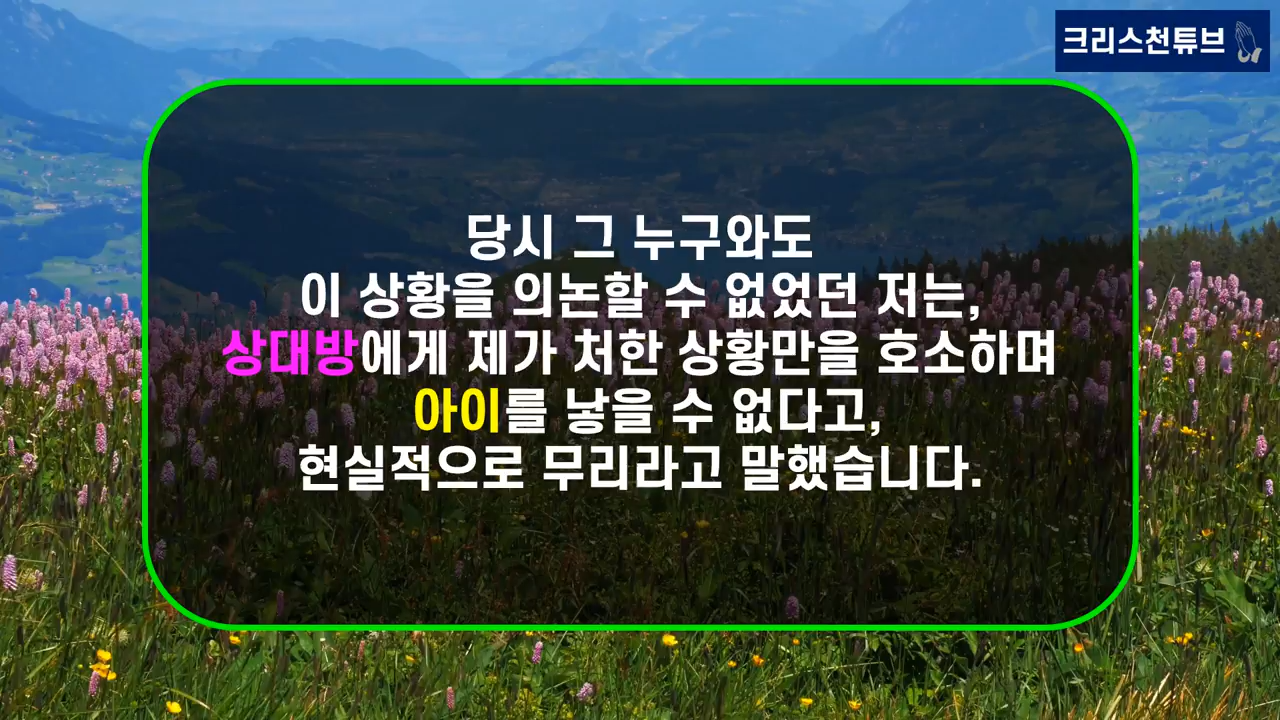 크리스천튜브
당시 그 누구와도
이 상황을 의논할 수 없었던 저는,
상대방에게 제가 처한 상황만을 호소하며
아이를 낳을 수 없다고,
현실적으로 무리라고 말했습니다.